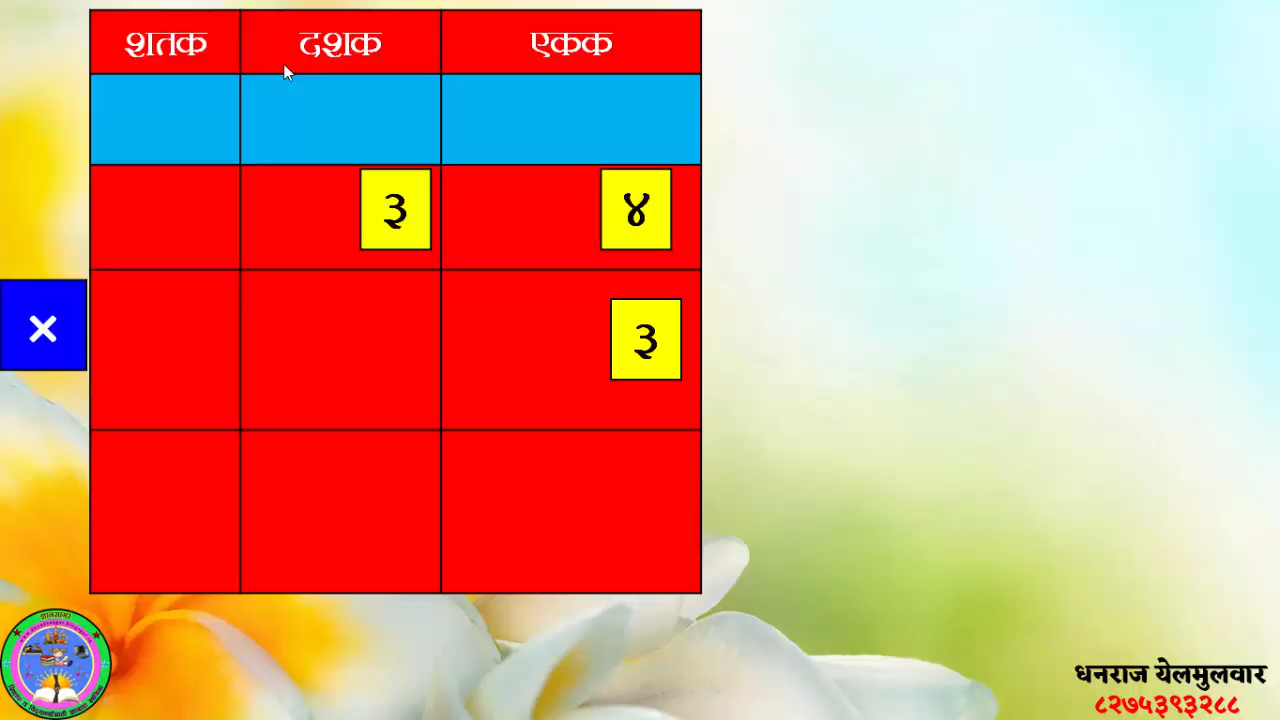 शतक दशक एकक
३ ४
× ३
धनराज येलमुलवार
८२७५३९३२८८